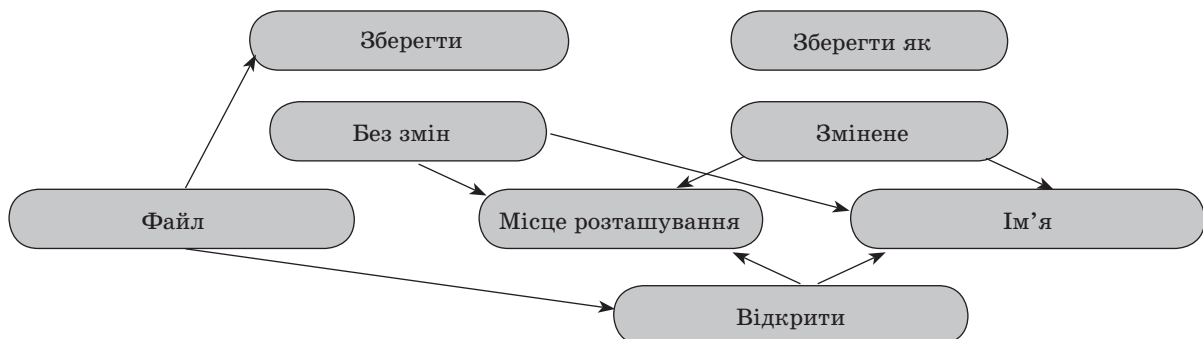 Зберегти
Зберегти як
Без змін
Змінене
Файл
Місце розташування
Ім’я
Відкрити